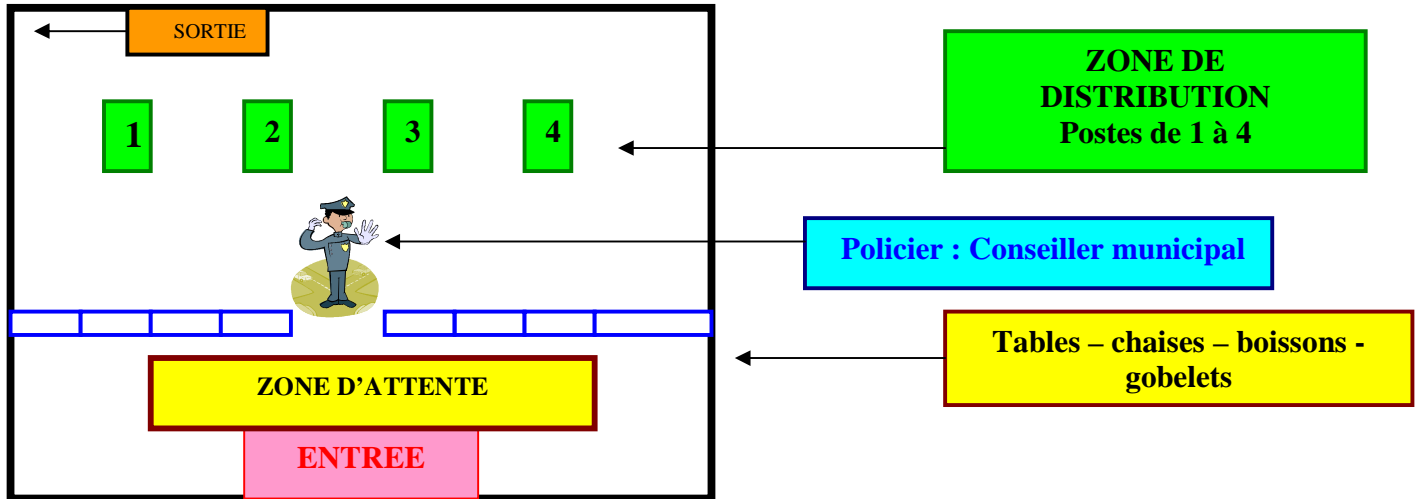 SORTIE
1
2
3
4
ZONE DE
DISTRIBUTION
Postes de 1 à 4
Policier : Conseiller municipal
ZONE D'ATTENTE
ENTREE
Tables – chaises – boissons -
gobelets